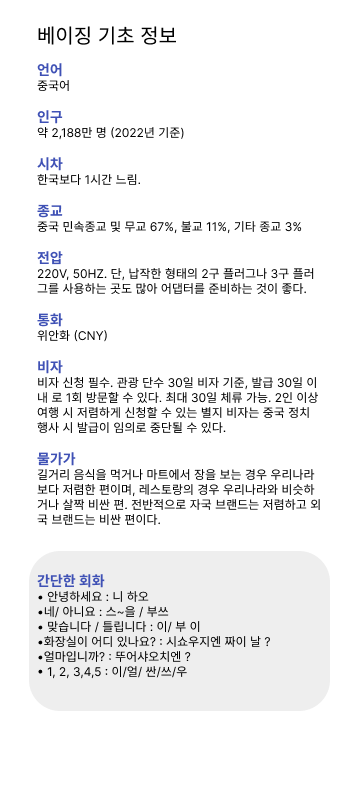 베이징 기초 정보
언어
중국어
인구
약 2,188만 명 (2022년 기준)
시차
한국보다 1시간 느림.
종교
중국 민속종교 및 무교 67%, 불교 11%, 기타 종교 3%
전압
220V, 50HZ. 단, 납작한 형태의 2구 플러그나 3구 플러
그를 사용하는 곳도 많아 어댑터를 준비하는 것이 좋다.
통화
위안화 (CNY)
비자
비자 신청 필수. 관광 단수 30일 비자 기준, 발급 30일 이
내 로 1회 방문할 수 있다. 최대 30일 체류 가능. 2인 이상
여행 시 저렴하게 신청할 수 있는 별지 비자는 중국 정치
행사 시 발급이 임의로 중단될 수 있다.
물가가
길거리 음식을 먹거나 마트에서 장을 보는 경우 우리나라
보다 저렴한 편이며, 레스토랑의 경우 우리나라와 비슷하
거나 살짝 비싼 편. 전반적으로 자국 브랜드는 저렴하고 외
국 브랜드는 비싼 편이다.
간단한 회화
• 안녕하세요 : 니 하오
•네/ 아니요 : 스~을 / 부쓰
• 맞습니다 / 틀립니다 : 이/ 부 이
•화장실이 어디 있나요? : 시쇼우지엔 짜이 날 ?
•얼마입니까? : 뚜어샤오치엔 ?
• 1, 2, 3,4,5 : 이/얼/ 싼/쓰/우